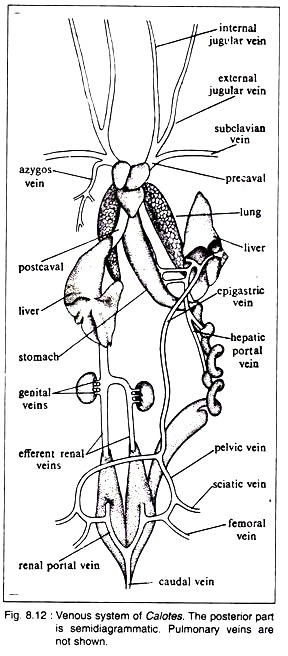 internal
jugular vein
external
jugular vein
subclavian
vein
azygos
vein
precaval
lung
postcaval
liver
liver
epigastric
vein
stomach
hepatic
portal
vein
genital
veins
efferent renal
veins
pelvic vein
sciatic vein
femoral
vein
renal portal vein
caudal vein
Fig. 8.12 : Venous system of Calotes. The posterior part
is semidiagrammatic. Pulmonary veins are
not shown.